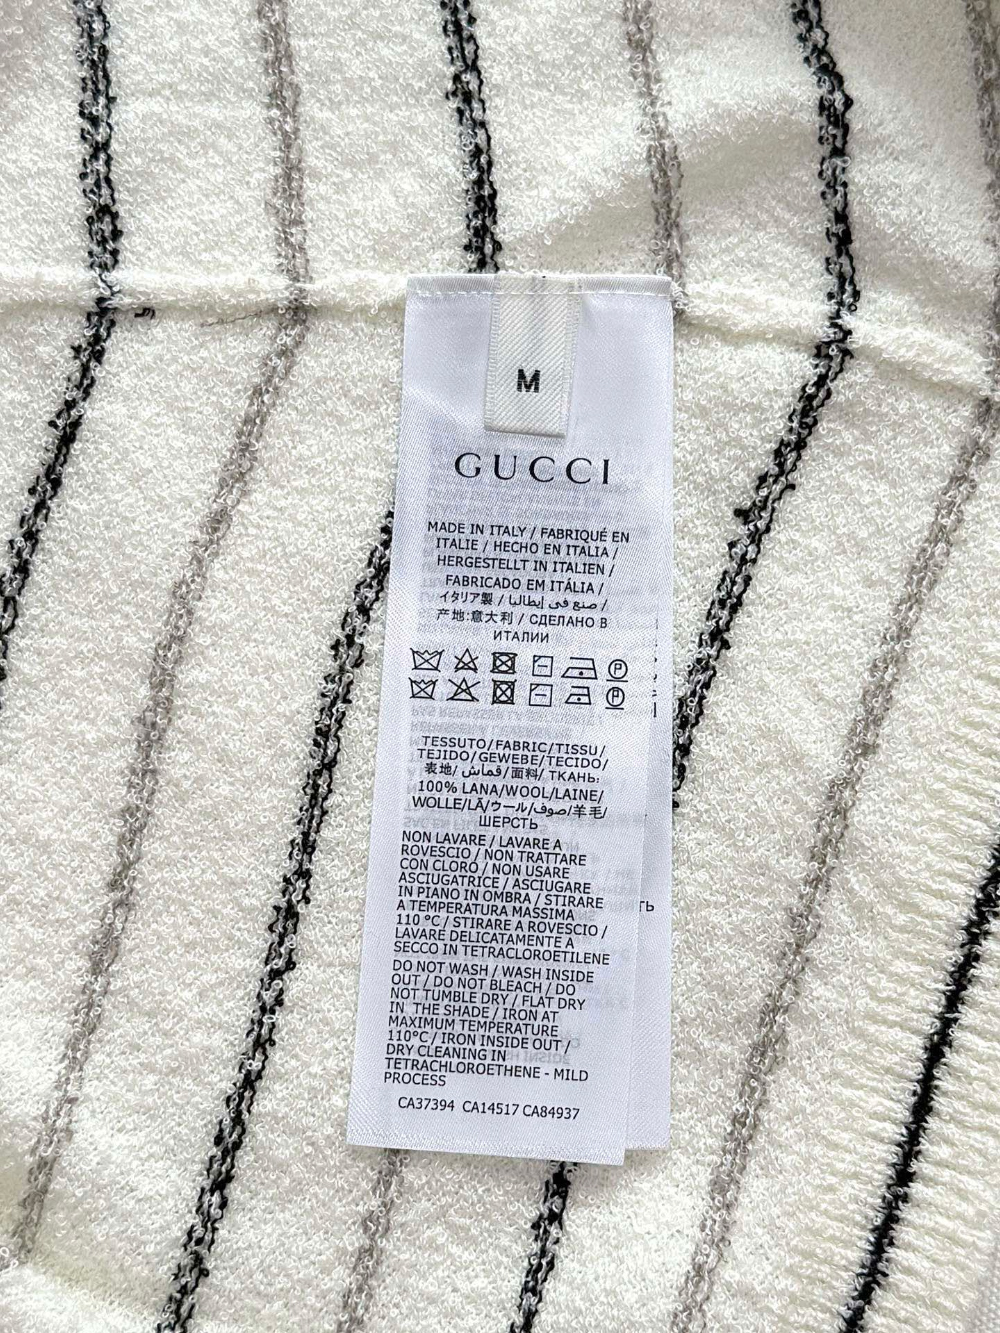 M
GUCCI
MADE IN ITALY / FABRIQUÉ EN
ITALIE / HECHO EN ITALIA /
HERGESTELLT IN ITALIEN /
FABRICADO EM ITÁLIA /
イタリア製 / صنع في إيطاليا /
产地:意大利 / СДЕЛАНО В
ИТАЛИИ
TESSUTO/FABRIC/TISSU/
TEJIDO/GEWEBE/TECIDO/
表地/ قماش/面料/ ТКАНЬ:
100% LANA/WOOL/LAINE/
WOLLE/LÃ/ウール/صوف/羊毛/
ШЕРСТЬ
NON LAVARE / LAVARE A
ROVESCIO / NON TRATTARE
CON CLORO / NON USARE
ASCIUGATRICE / ASCIUGARE
IN PIANO IN OMBRA / STIRARE
A TEMPERATURA MASSIMA
110 °C / STIRARE A ROVESCIO /
LAVARE DELICATAMENTE A
SECCO IN TETRACLOROETILENE
DO NOT WASH / WASH INSIDE
OUT / DO NOT BLEACH / DO
NOT TUMBLE DRY / FLAT DRY
IN THE SHADE / IRON AT
MAXIMUM TEMPERATURE
110°C / IRON INSIDE OUT /
DRY CLEANING IN
TETRACHLOROETHENE - MILD
PROCESS
CA37394 CA14517 CA84937